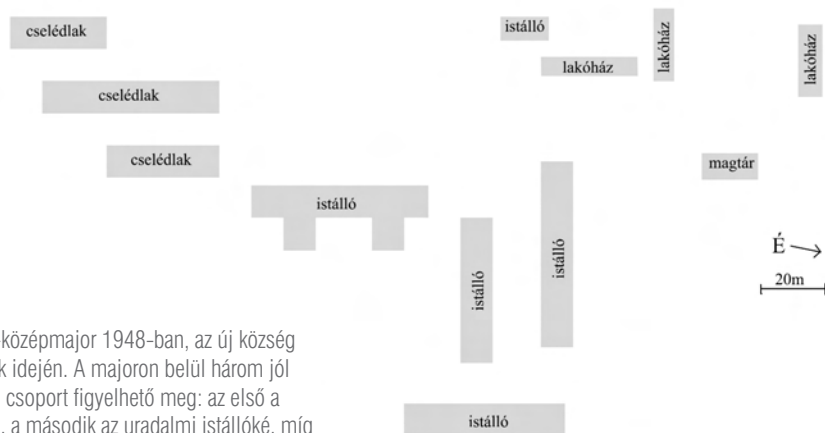 cselédlak
istálló
lakóház
lakóház
lakóház
cselédlak
cselédlak
magtár
istálló
É
20m
istálló
istálló
-középmajor 1948-ban, az új község
k idején. A majoron belül három jól
csoport figyelhető meg: az első a
, a második az uradalmi istállóké, míg
istálló